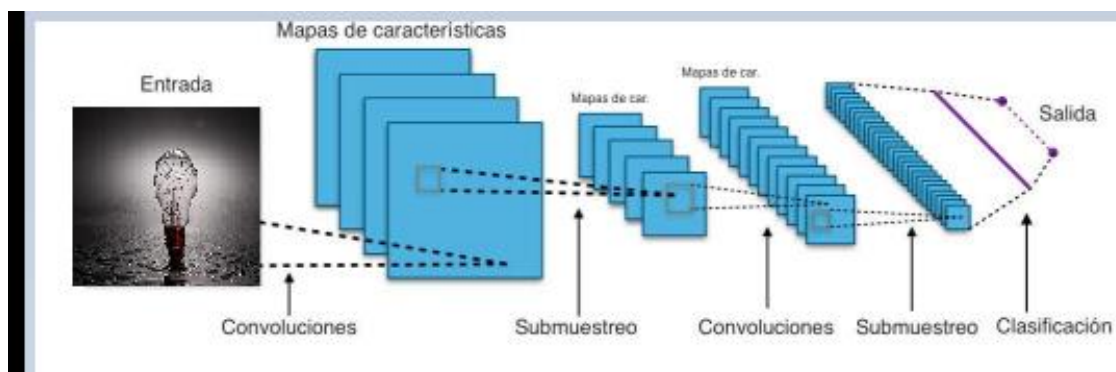 Mapas de características
Entrada
Mapas de car.
Mapas de car.
Salida
Convoluciones
Submuestreo
Convoluciones
Submuestreo
Clasificación